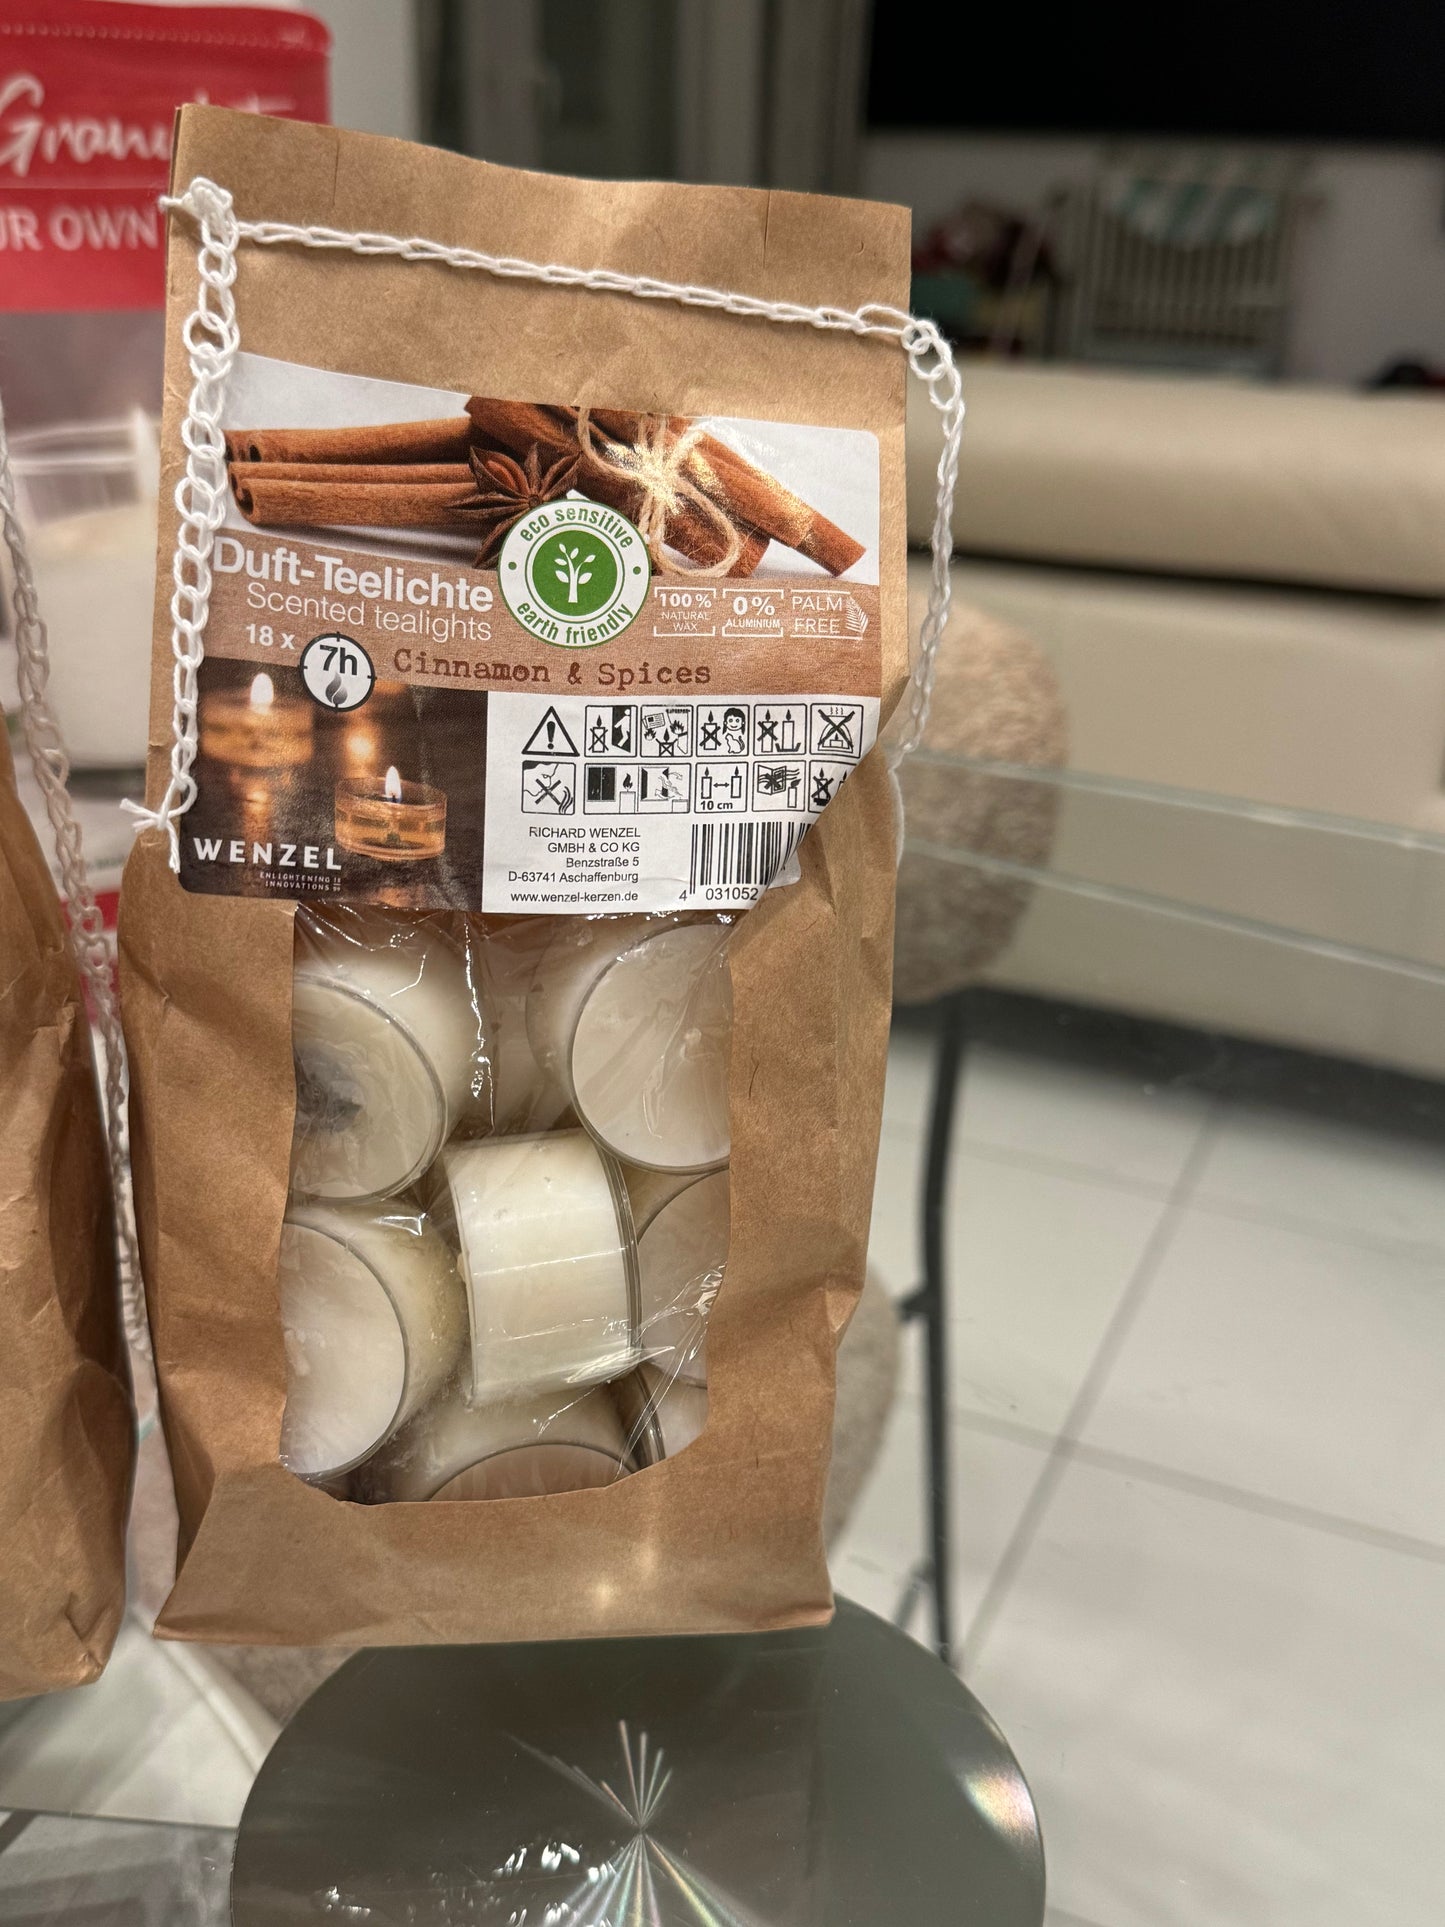 UR OWN
eco sensitive
earth friendly
Duft-Teelichte
Scented tealights
18 x 7h
Cinnamon & Spices
100 %
NATURAL
WAX
0%
ALUMINIUM
PALM
FREE
10 cm
WENZEL
ENLIGHTENING
INNOVATIONS
RICHARD WENZEL
GMBH & CO KG
Benzstraße 5
D-63741 Aschaffenburg
www.wenzel-kerzen.de
4 031052